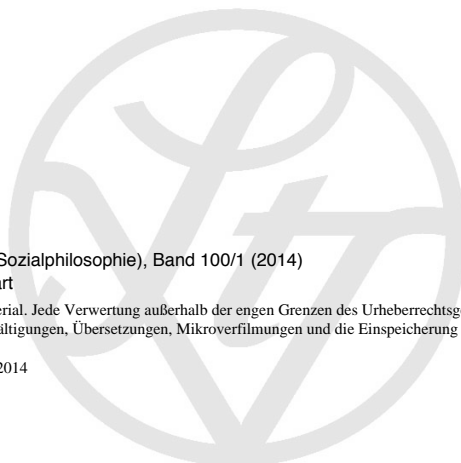 Sozialphilosophie), Band 100/1 (2014)
art
erial. Jede Verwertung außerhalb der engen Grenzen des Urheberrechtsge
ältigungen, Übersetzungen, Mikroverfilmungen und die Einspeicherung
2014